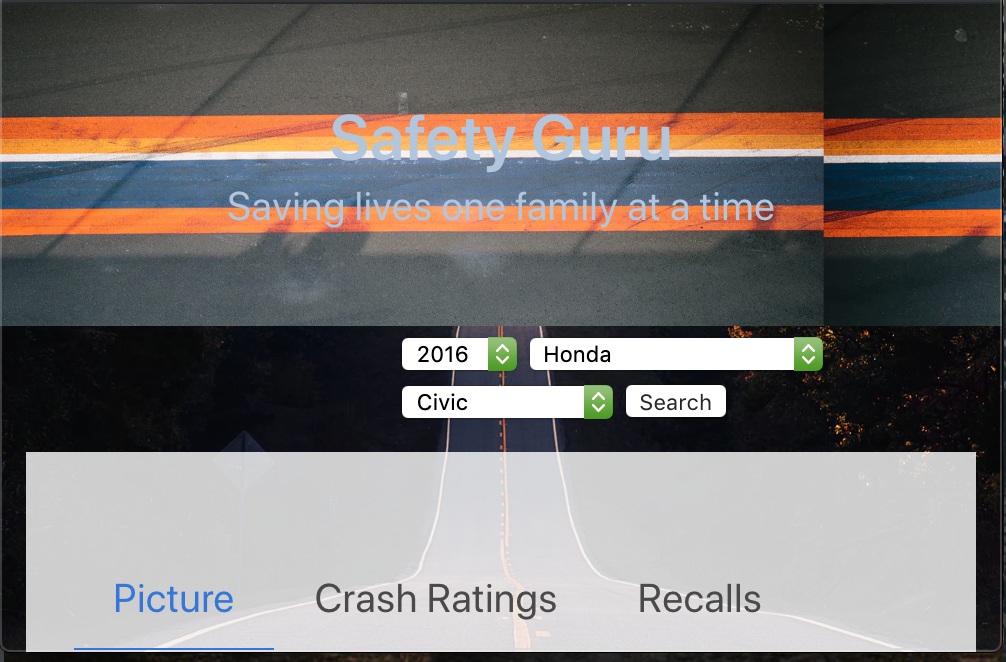 Safety Guru
Saving lives one family at a time
2016 Honda
Civic Search
Picture Crash Ratings Recalls